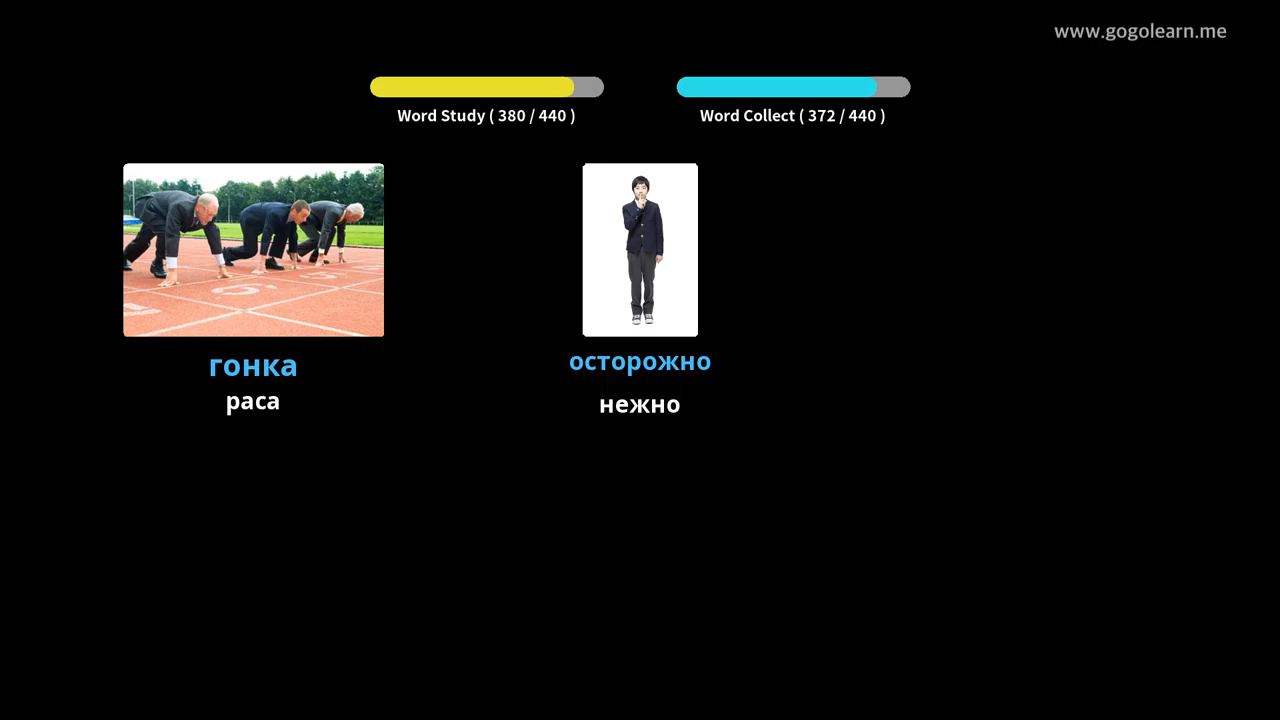 www.gogolearn.me
Word Study ( 380 / 440 )
Word Collect ( 372 / 440 )
гонка
раса
осторожно
нежно